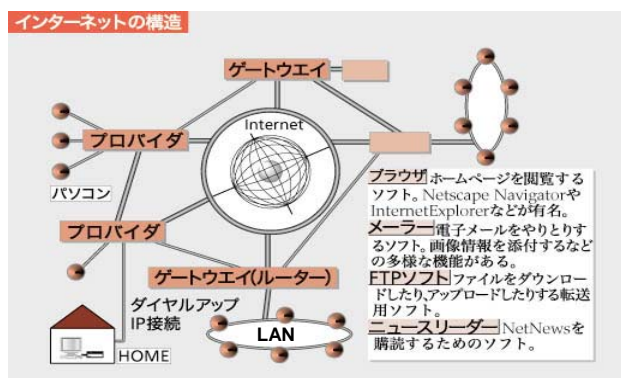 インターネットの構造
ゲートウエイ
Internet
プロバイダ
パソコン
プロバイダ
ゲートウエイ(ルーター)
ダイヤルアップ
IP接続
HOME
LAN
ブラウザ ホームページを閲覧する
ソフト。Netscape Navigatorや
InternetExplorerなどが有名。
メーラー 電子メールをやりとりす
るソフト。画像情報を添付するなど
の多様な機能がある。
FTPソフト ファイルをダウンロー
ドしたり、アップロードしたりする転送
用ソフト。
ニュースリーダー NetNewsを
購読するためのソフト。